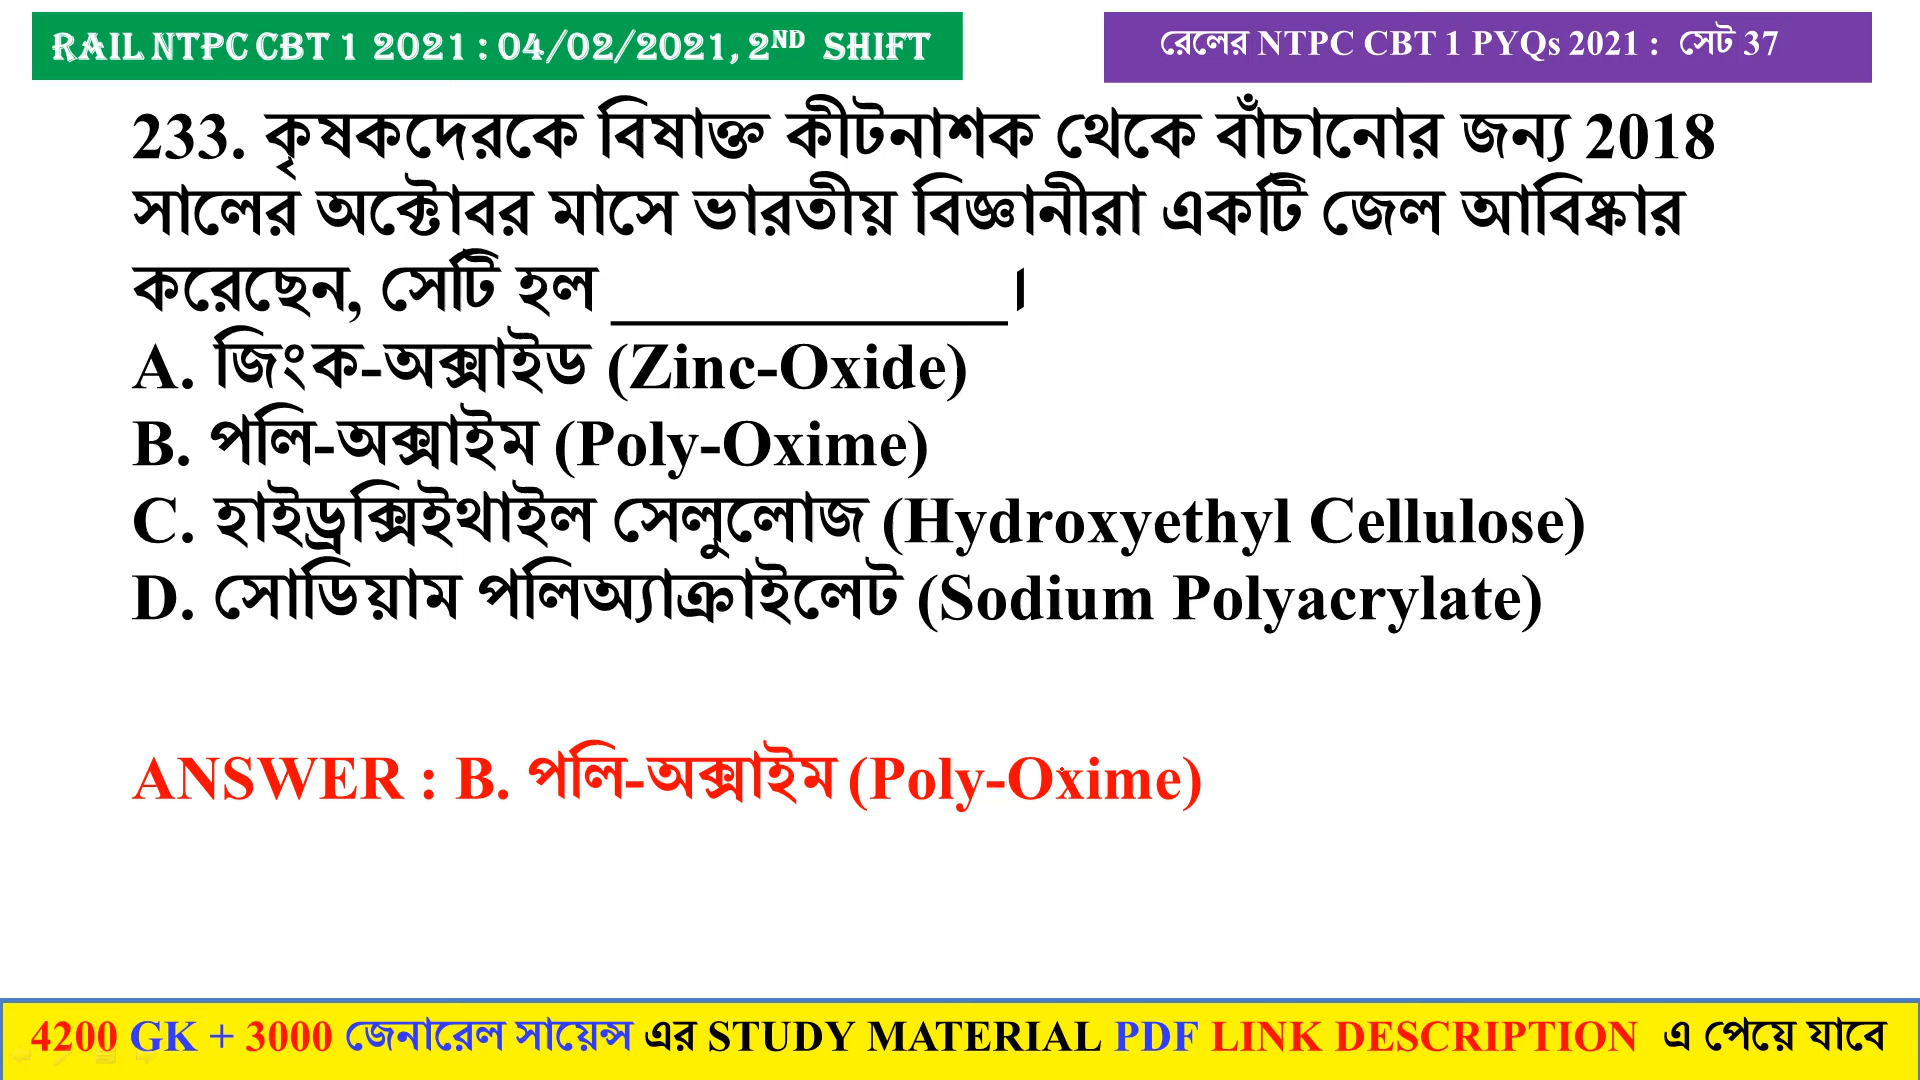 RAIL NTPC CBT 1 2021 : 04/02/2021, 2ND SHIFT
রেলের NTPC CBT 1 PYQs 2021 : সেট 37
233. কৃষকদেরকে বিষাক্ত কীটনাশক থেকে বাঁচানোর জন্য 2018
সালের অক্টোবর মাসে ভারতীয় বিজ্ঞানীরা একটি জেল আবিষ্কার
করেছেন, সেটি হল ____________।
A. জিংক-অক্সাইড (Zinc-Oxide)
B. পলি-অক্সাইম (Poly-Oxime)
C. হাইড্রক্সিইথাইল সেলুলোজ (Hydroxyethyl Cellulose)
D. সোডিয়াম পলিঅ্যাক্রাইলেট (Sodium Polyacrylate)
ANSWER : B. পলি-অক্সাইম (Poly-Oxime)
4200 GK + 3000 জেনারেল সায়েন্স এর STUDY MATERIAL PDF LINK DESCRIPTION এ পেয়ে যাবে